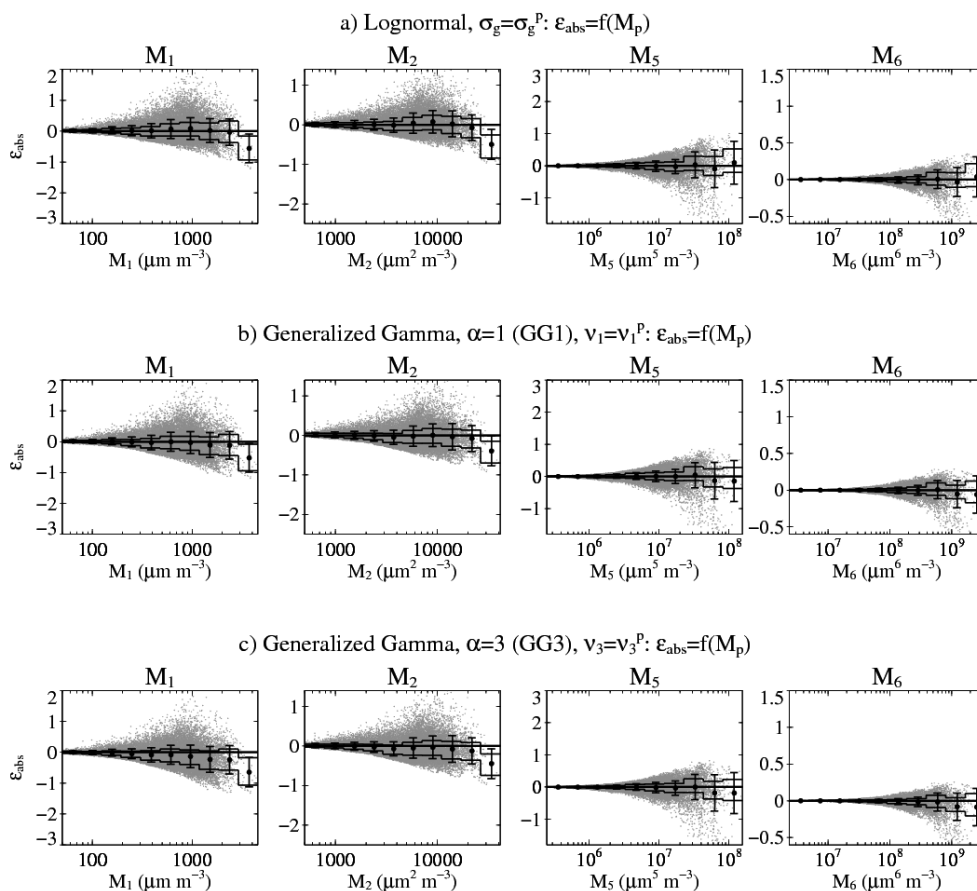 a) Lognormal, σg=σg^p: εabs=f(Mp)
M1 M2 M5 M6
εabs
2 1 0 −1 −2 −3
2 1 0 −1 −2
3 2 1 0 −1
1.5 1 0.5 0 −0.5
100 1000 1000 10000 10^6 10^7 10^8 10^7 10^8 10^9
M1 (μm m−3) M2 (μm2 m−3) M5 (μm5 m−3) M6 (μm6 m−3)
b) Generalized Gamma, α=1 (GG1), ν1=ν1^p: εabs=f(Mp)
M1 M2 M5 M6
εabs
2 1 0 −1 −2 −3
2 1 0 −1 −2
3 2 1 0 −1
1.5 1 0.5 0 −0.5
100 1000 1000 10000 10^6 10^7 10^8 10^7 10^8 10^9
M1 (μm m−3) M2 (μm2 m−3) M5 (μm5 m−3) M6 (μm6 m−3)
c) Generalized Gamma, α=3 (GG3), ν3=ν3^p: εabs=f(Mp)
M1 M2 M5 M6
εabs
2 1 0 −1 −2 −3
2 1 0 −1 −2
3 2 1 0 −1
1.5 1 0.5 0 −0.5
100 1000 1000 10000 10^6 10^7 10^8 10^7 10^8 10^9
M1 (μm m−3) M2 (μm2 m−3) M5 (μm5 m−3) M6 (μm6 m−3)